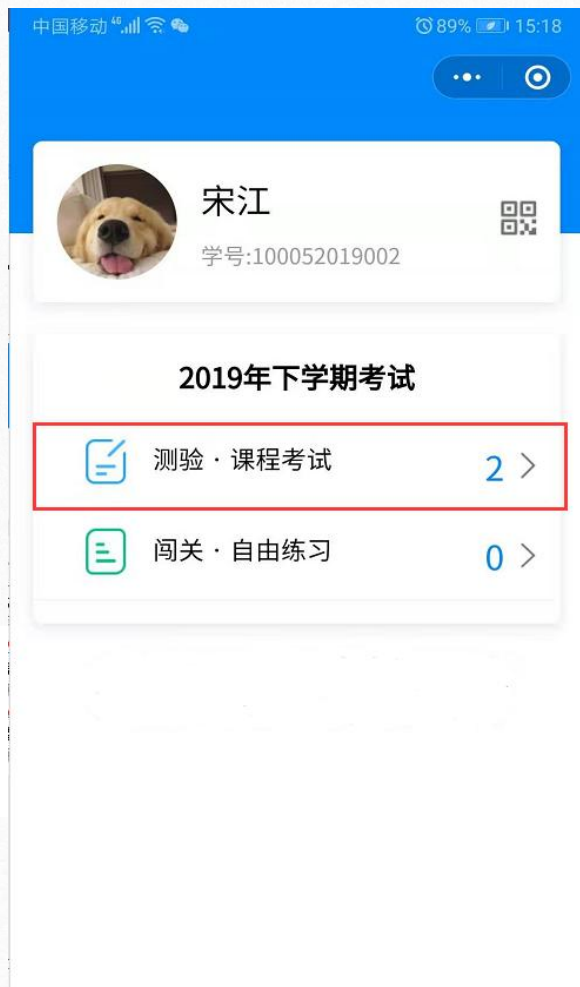 中国移动 4G 89% 15:18
宋江
学号:100052019002
2019年下学期考试
测验 · 课程考试 2
闯关 · 自由练习 0